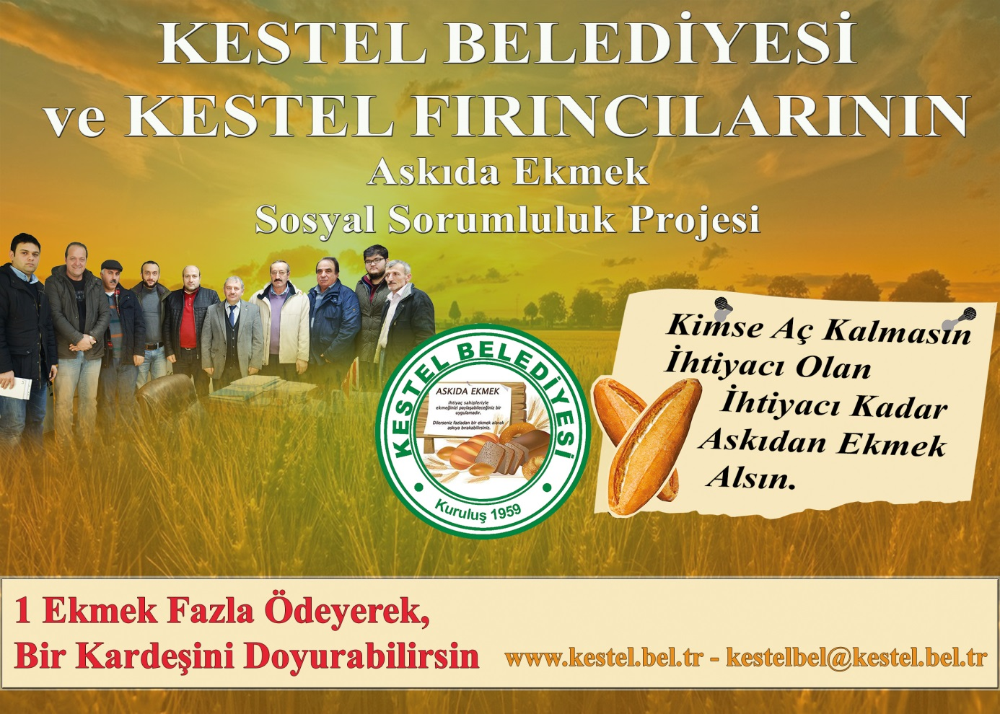 KESTEL BELEDİYESİ
ve KESTEL FIRINCILARININ
Askıda Ekmek
Sosyal Sorumluluk Projesi
KESTEL BELEDİYESİ
ASKIDA EKMEK
ihtiyaç sahipleriyle
ekmeğinizi paylaşabileceğiniz bir
uygulamadır.
Dilerseniz fazladan bir ekmek alarak
askıya bırakabilirsiniz.
Kuruluş 1959
Kimse Aç Kalmasın
İhtiyacı Olan
İhtiyacı Kadar
Askıdan Ekmek
Alsın.
1 Ekmek Fazla Ödeyerek,
Bir Kardeşini Doyurabilirsin
www.kestel.bel.tr - kestelbel@kestel.bel.tr